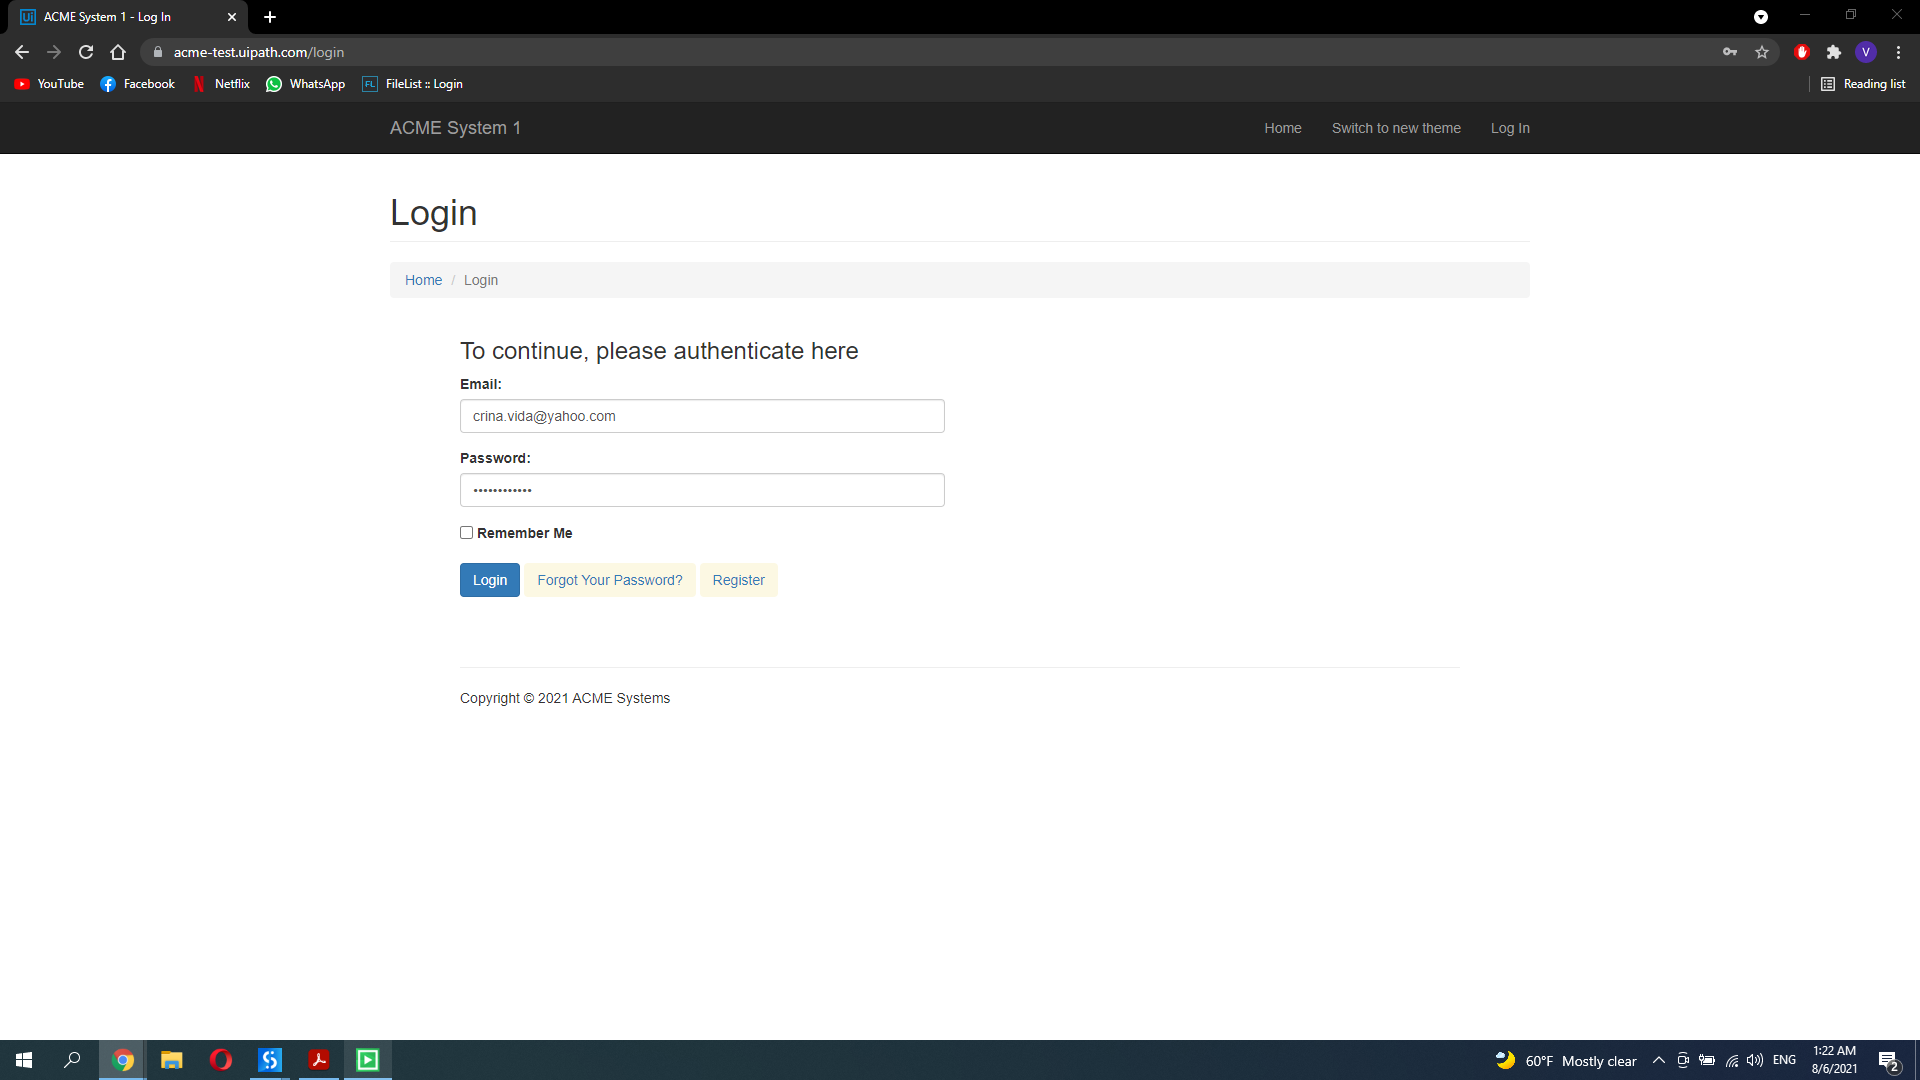 ACME System 1 - Log In
acme-test.uipath.com/login
YouTube Facebook Netflix WhatsApp FL FileList :: Login Reading list
ACME System 1 Home Switch to new theme Log In
Login
Home / Login
To continue, please authenticate here
Email:
crina.vida@yahoo.com
Password:
••••••••••••
Remember Me
Login Forgot Your Password? Register
Copyright © 2021 ACME Systems
60°F Mostly clear ENG 1:22 AM
8/6/2021 2